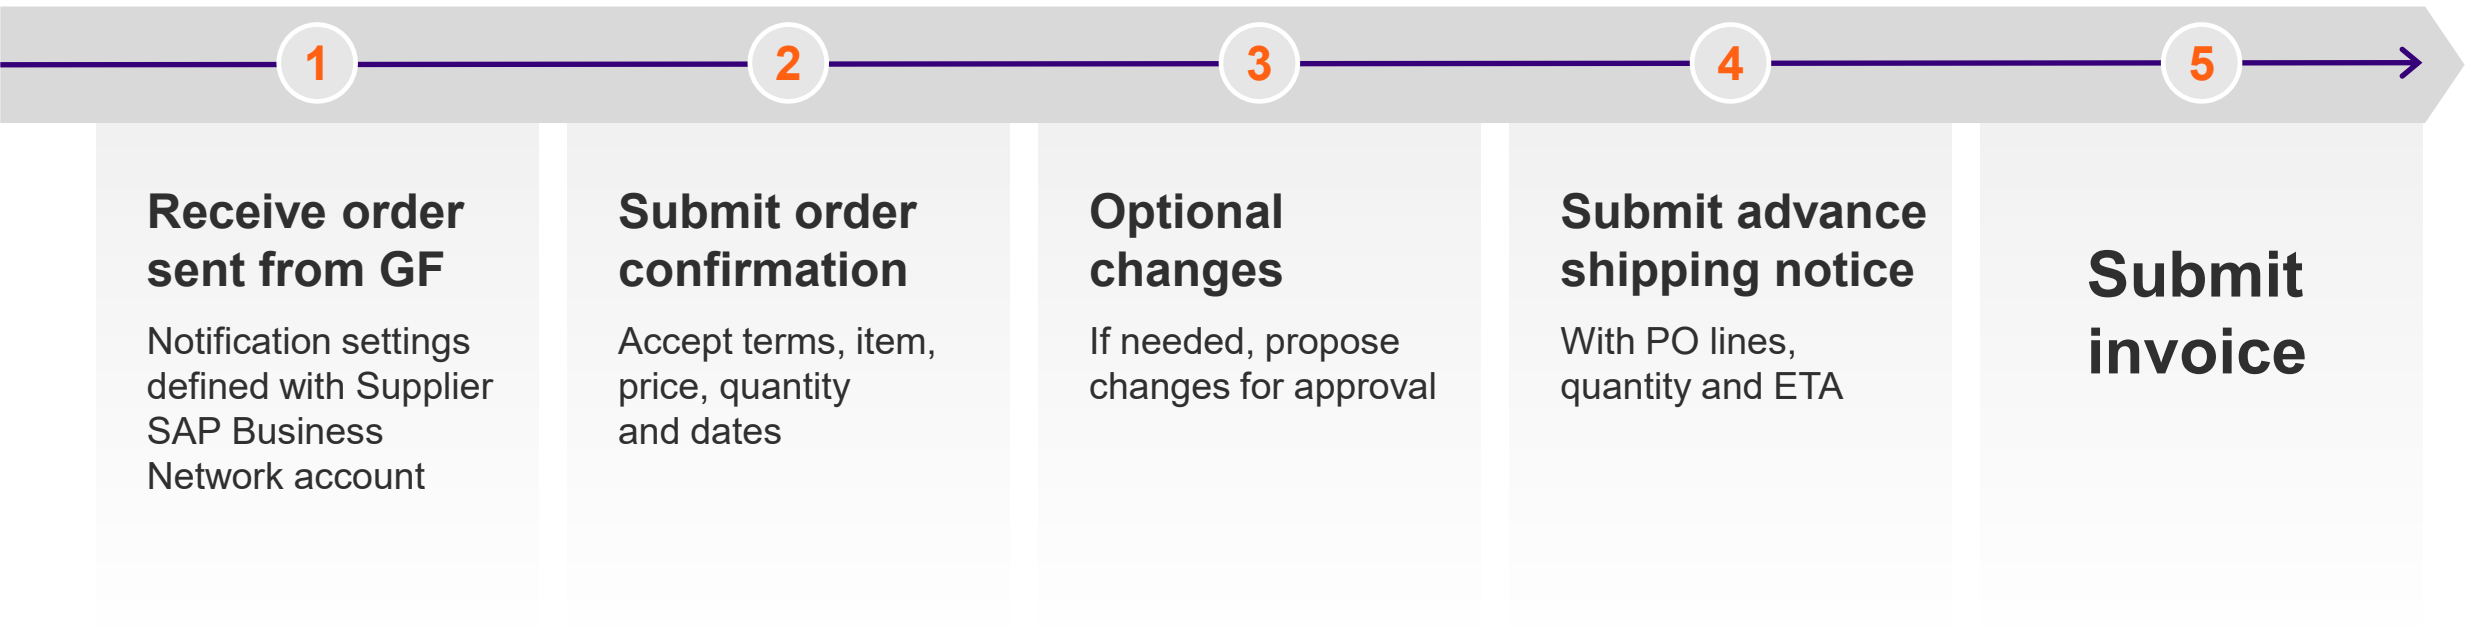 1
2
3
4
5
Receive order
sent from GF
Notification settings
defined with Supplier
SAP Business
Network account
Submit order
confirmation
Accept terms, item,
price, quantity
and dates
Optional
changes
If needed, propose
changes for approval
Submit advance
shipping notice
With PO lines,
quantity and ETA
Submit
invoice